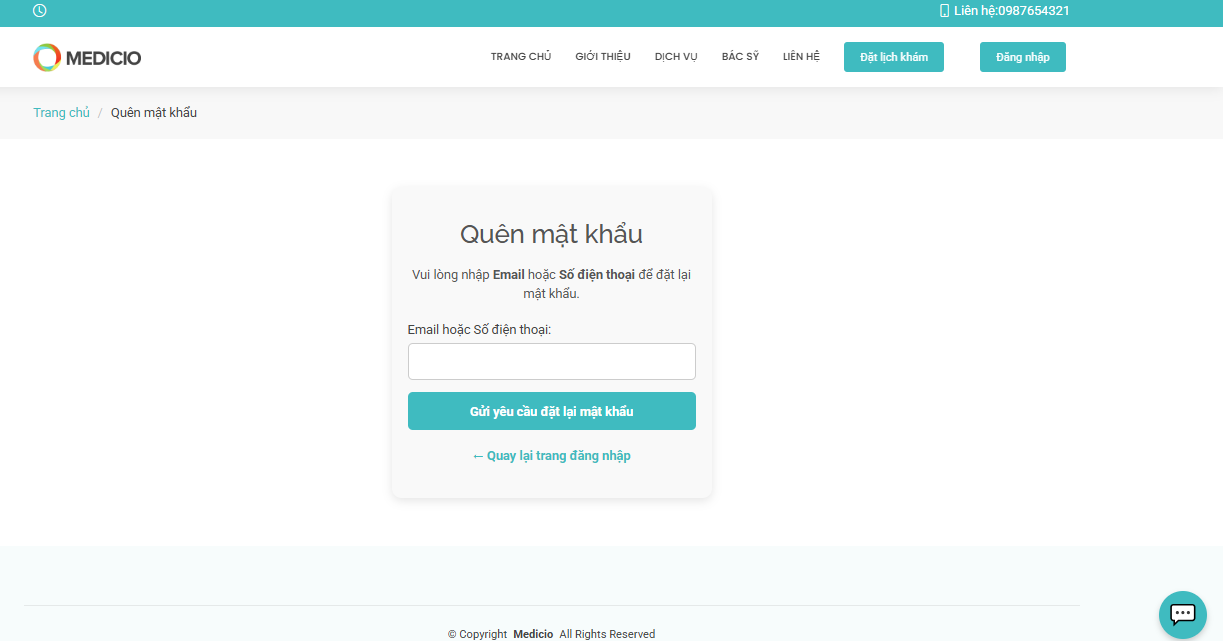 Liên hệ:0987654321
MEDICIO
TRANG CHỦ GIỚI THIỆU DỊCH VỤ BÁC SỸ LIÊN HỆ Đặt lịch khám Đăng nhập
Trang chủ / Quên mật khẩu
Quên mật khẩu
Vui lòng nhập Email hoặc Số điện thoại để đặt lại
mật khẩu.
Email hoặc Số điện thoại:
Gửi yêu cầu đặt lại mật khẩu
← Quay lại trang đăng nhập
© Copyright Medicio All Rights Reserved